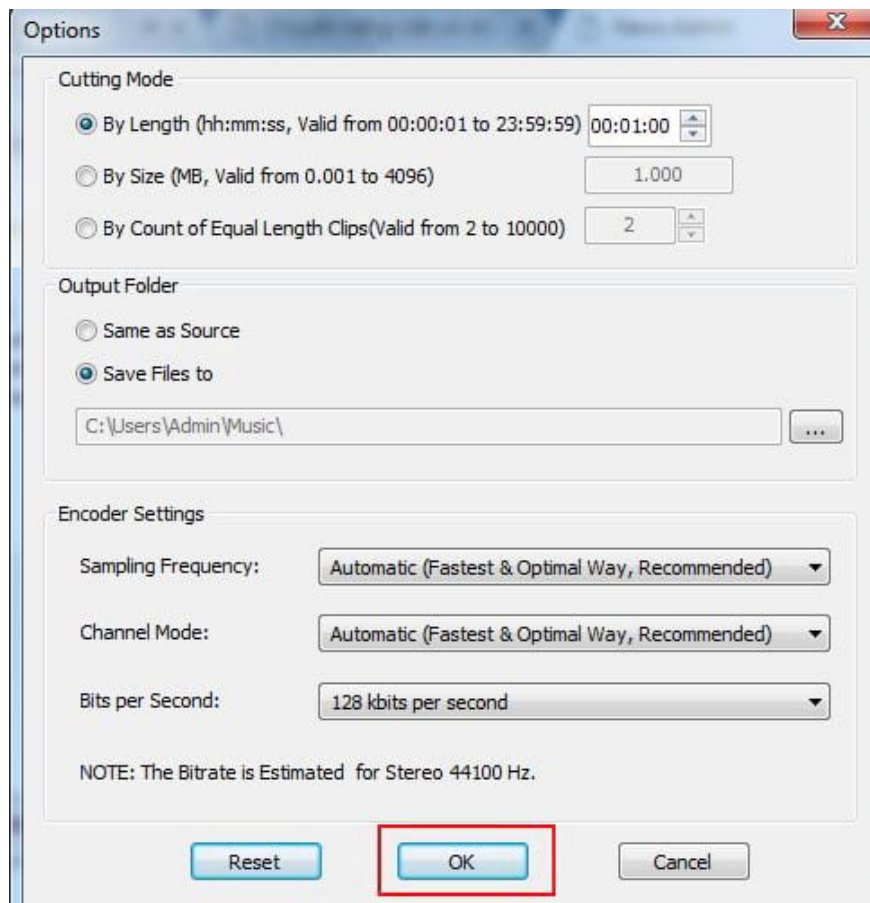 Options
Cutting Mode
By Length (hh:mm:ss, Valid from 00:00:01 to 23:59:59) 00:01:00
By Size (MB, Valid from 0.001 to 4096) 1.000
By Count of Equal Length Clips(Valid from 2 to 10000) 2
Output Folder
Same as Source
Save Files to
C:\Users\Admin\Music\ ...
Encoder Settings
Sampling Frequency: Automatic (Fastest & Optimal Way, Recommended)
Channel Mode: Automatic (Fastest & Optimal Way, Recommended)
Bits per Second: 128 kbits per second
NOTE: The Bitrate is Estimated for Stereo 44100 Hz.
Reset OK Cancel